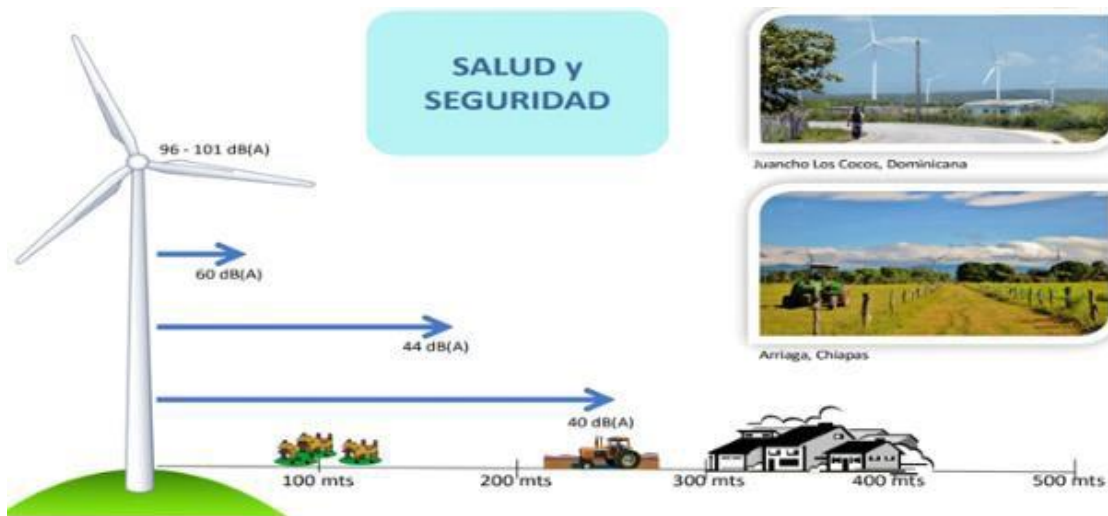 SALUD y
SEGURIDAD
96 - 101 dB(A)
Juancho Los Cocos, Dominicana
60 dB(A)
44 dB(A)
Arriaga, Chiapas
40 dB(A)
100 mts
200 mts
300 mts
400 mts
500 mts